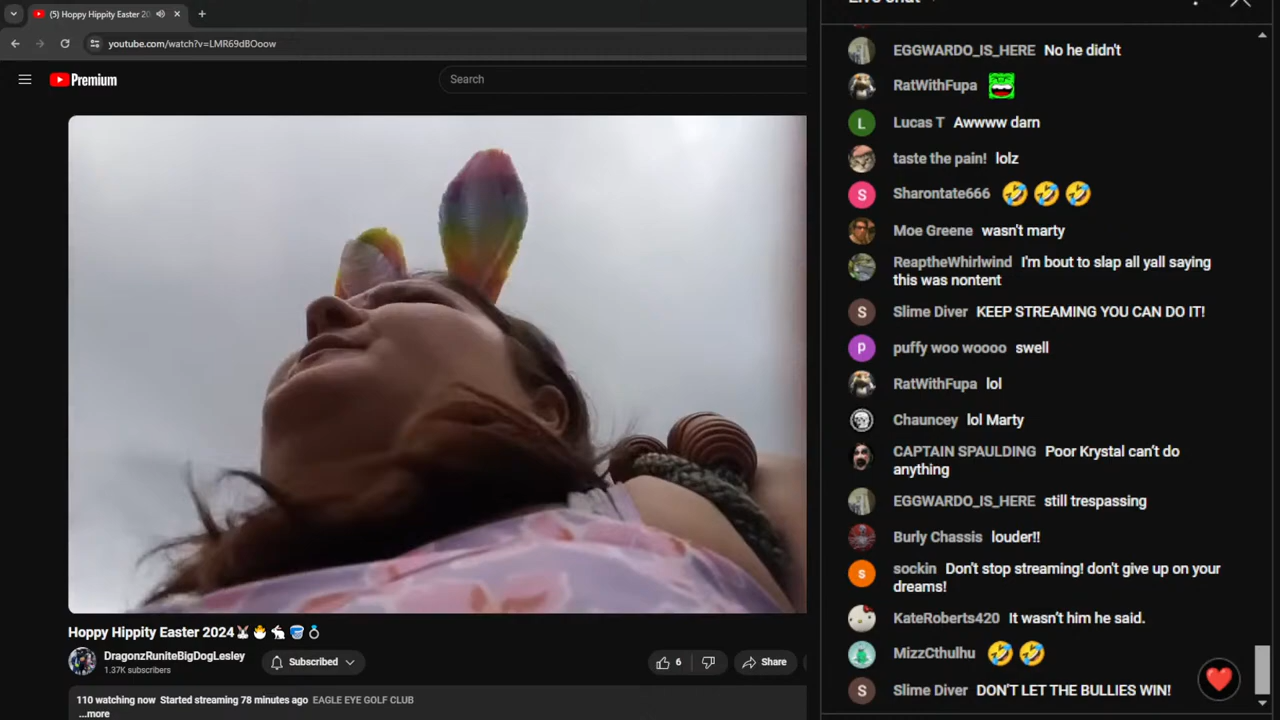 (5) Hoppy Hippity Easter 20
youtube.com/watch?v=LMR69dBOoow
Premium
Search
Hoppy Hippity Easter 2024🐰🐣🐇🪣💍
DragonzRuniteBigDogLesley
1.37K subscribers
Subscribed
6
Share
110 watching now Started streaming 78 minutes ago EAGLE EYE GOLF CLUB
...more
EGGWARDO_IS_HERE No he didn't
RatWithFupa
Lucas T Awwww darn
taste the pain! lolz
Sharontate666 🤣🤣🤣
Moe Greene wasn't marty
ReaptheWhirlwind I'm bout to slap all yall saying
this was nontent
Slime Diver KEEP STREAMING YOU CAN DO IT!
puffy woo woooo swell
RatWithFupa lol
Chauncey lol Marty
CAPTAIN SPAULDING Poor Krystal can't do
anything
EGGWARDO_IS_HERE still trespassing
Burly Chassis louder!!
sockin Don't stop streaming! don't give up on your
dreams!
KateRoberts420 It wasn't him he said.
MizzCthulhu 🤣🤣
Slime Diver DON'T LET THE BULLIES WIN!